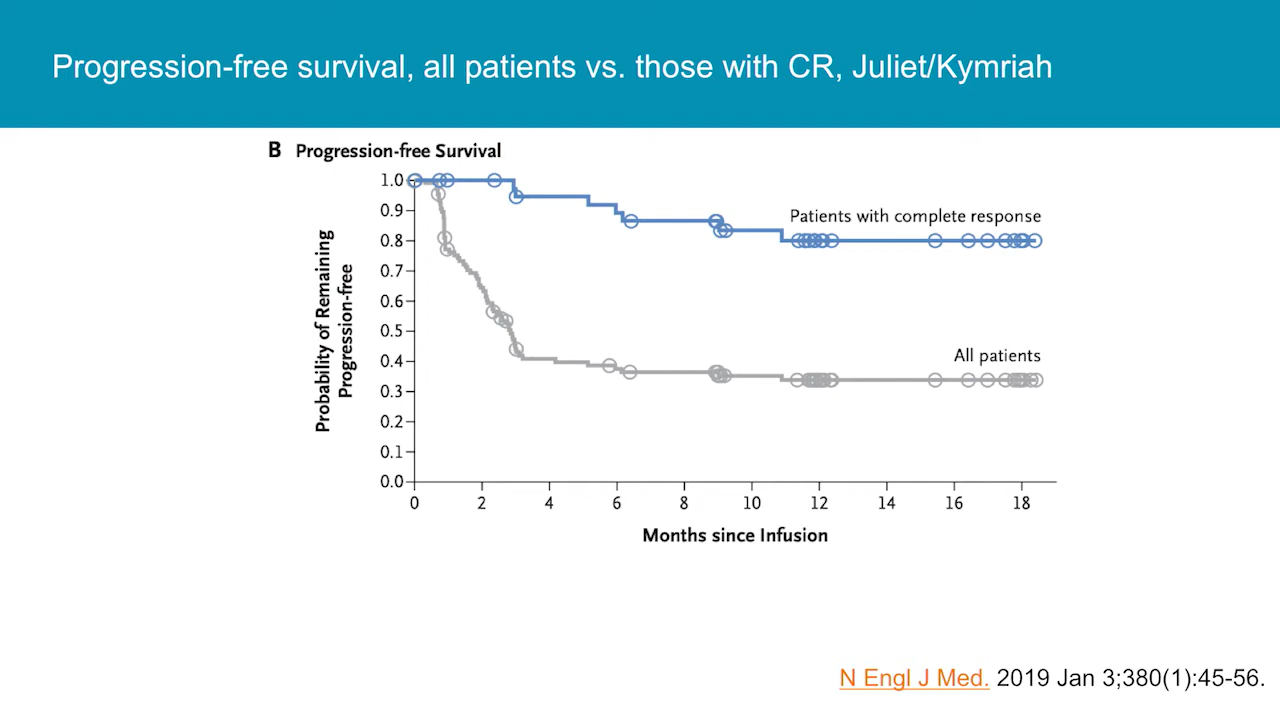 Progression-free survival, all patients vs. those with CR, Juliet/Kymriah
B Progression-free Survival
1.0
0.9
0.8
0.7
0.6
0.5
0.4
0.3
0.2
0.1
0.0
Probability of Remaining
Progression-free
Patients with complete response
All patients
0 2 4 6 8 10 12 14 16 18
Months since Infusion
N Engl J Med. 2019 Jan 3;380(1):45-56.